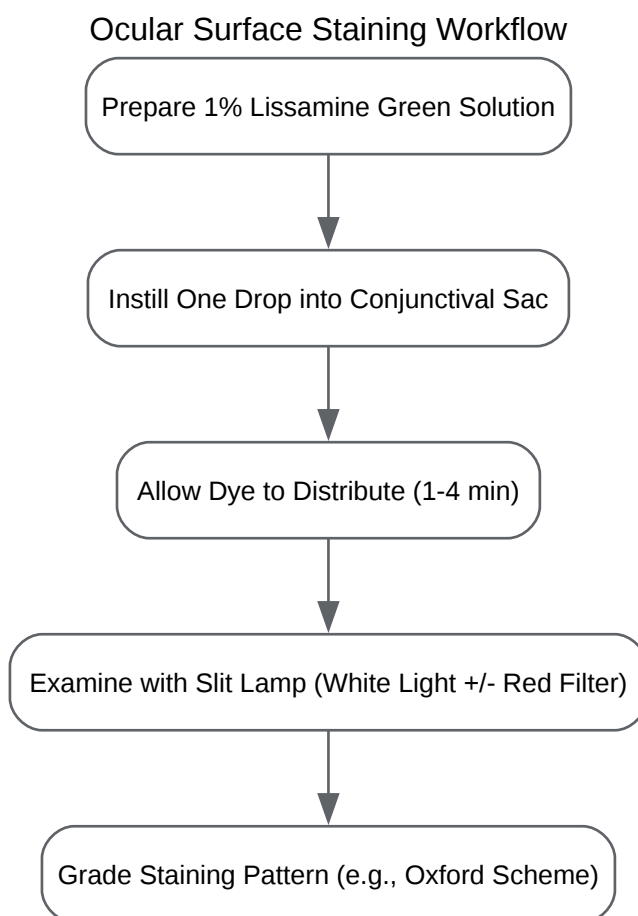 Ocular Surface Staining Workflow
Prepare 1% Lissamine Green Solution
Instill One Drop into Conjunctival Sac
Allow Dye to Distribute (1-4 min)
Examine with Slit Lamp (White Light +/- Red Filter)
Grade Staining Pattern (e.g., Oxford Scheme)